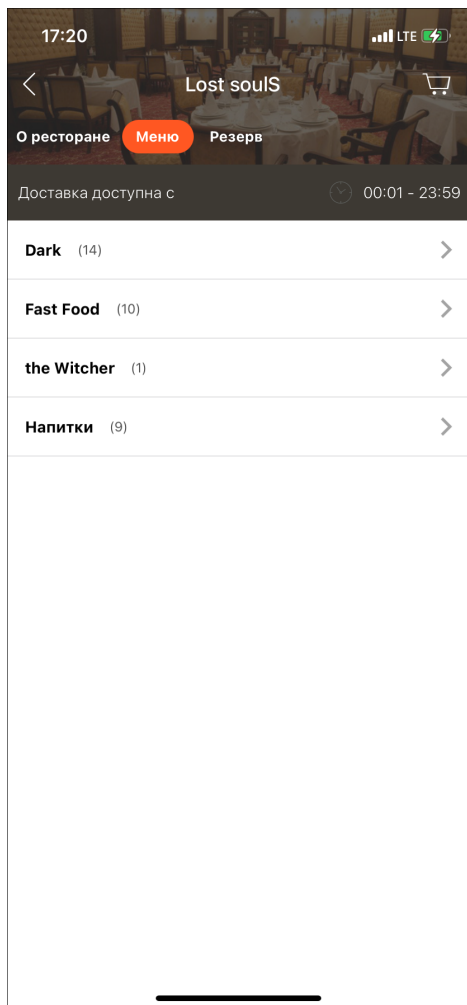 17:20 LTE
Lost soulS
О ресторане Меню Резерв
Доставка доступна с 00:01 - 23:59
Dark (14)
Fast Food (10)
the Witcher (1)
Напитки (9)